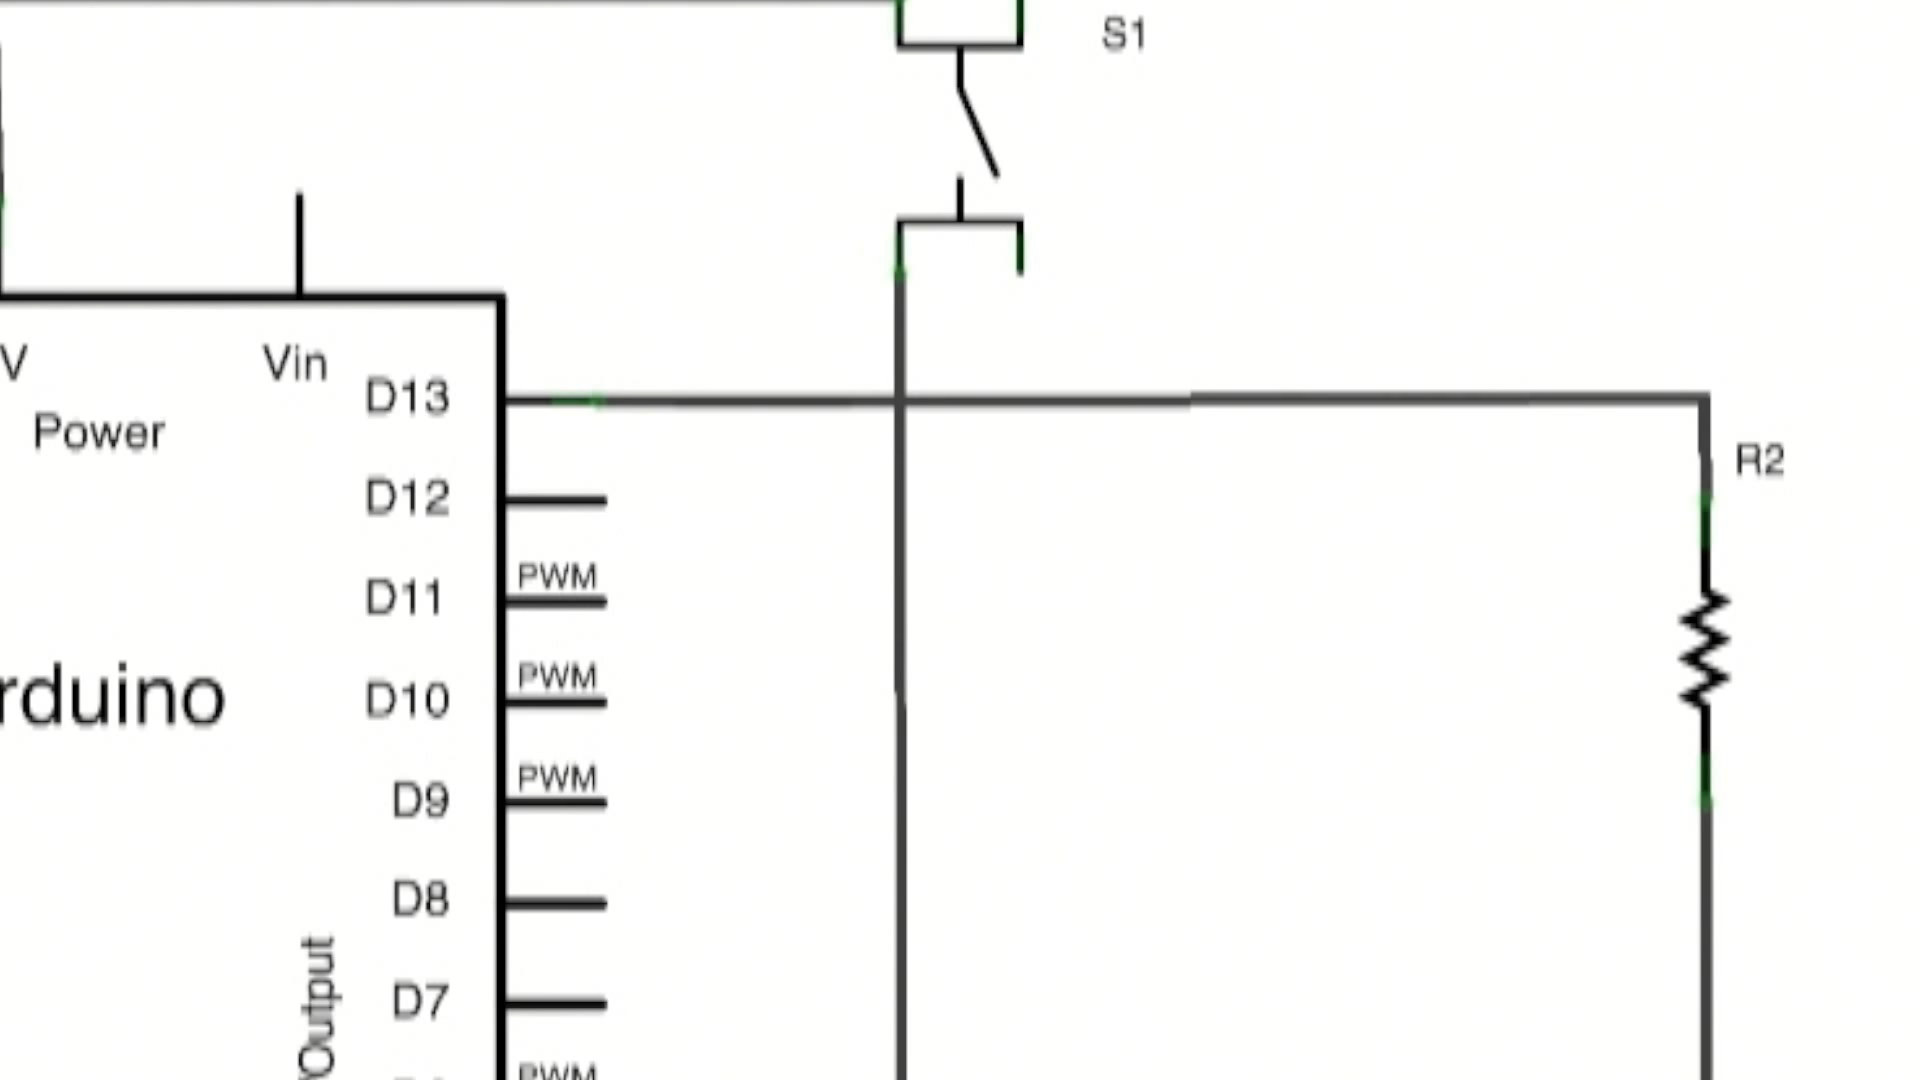 S1
V
Vin
D13
Power
R2
D12
PWM
D11
PWM
rduino
D10
PWM
D9
D8
/Output
D7
PWM